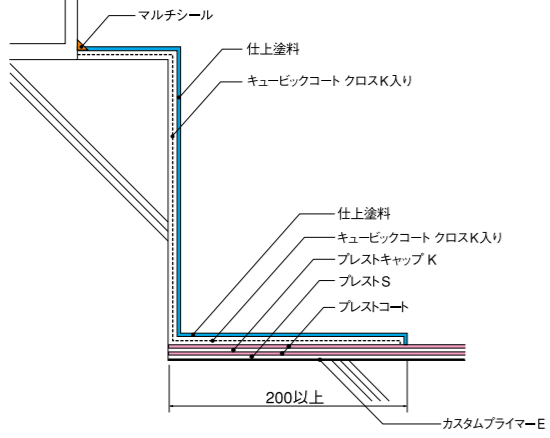 マルチシール
仕上塗料
キュービックコート クロスK入り
仕上塗料
キュービックコート クロスK入り
プレストキャップ K
プレストS
プレストコート
200以上
カスタムプライマーE